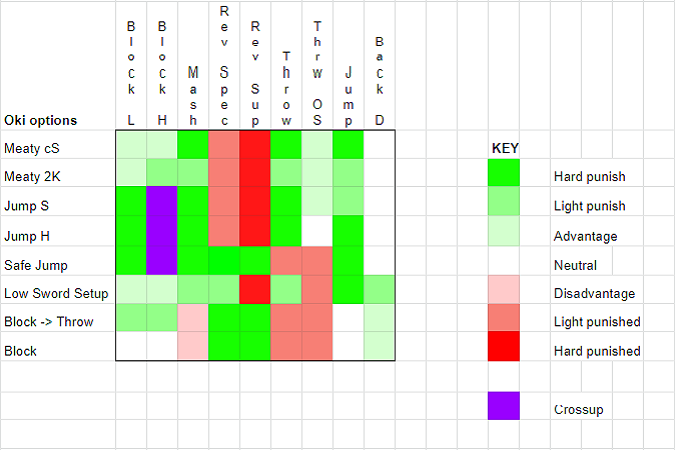 Block L
Block H
Mash
Rev Spec
Rev Sup
Throw
Thrw OS
Jump
Back D
Oki options
Meaty cS
KEY
Meaty 2K
Hard punish
Jump S
Light punish
Jump H
Advantage
Safe Jump
Neutral
Low Sword Setup
Disadvantage
Block -> Throw
Light punished
Block
Hard punished
Crossup